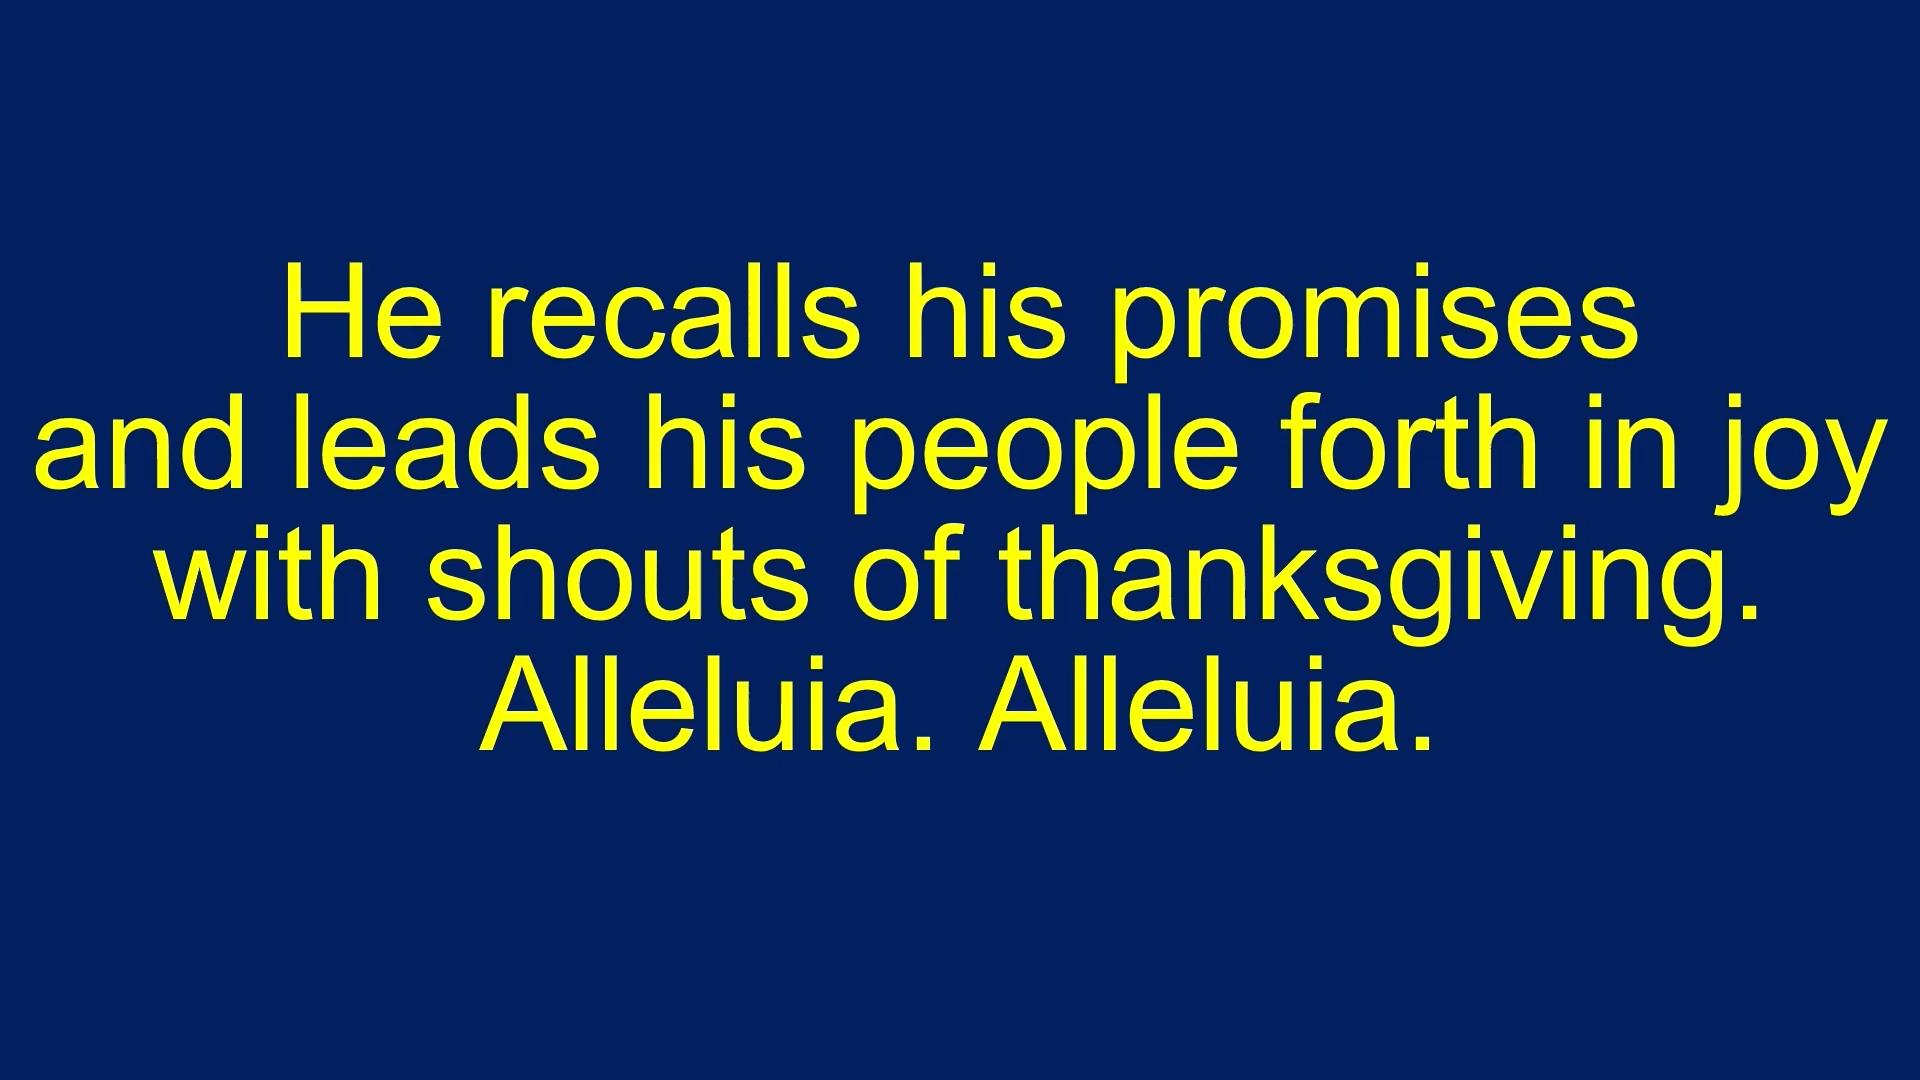 He recalls his promises
and leads his people forth in joy
with shouts of thanksgiving.
Alleluia. Alleluia.